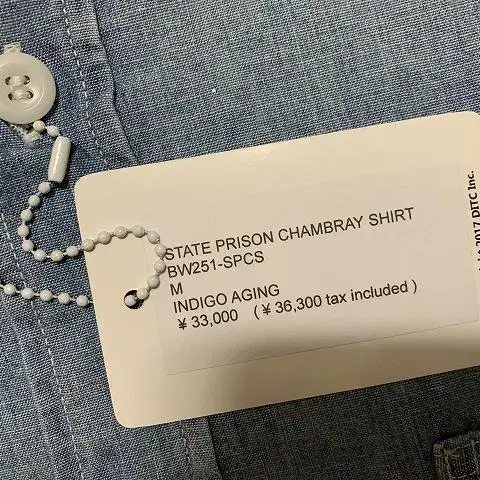 STATE PRISON CHAMBRAY SHIRT
BW251-SPCS
M
INDIGO AGING
¥ 33,000 (¥ 36,300 tax included )
2017 DITC Inc.